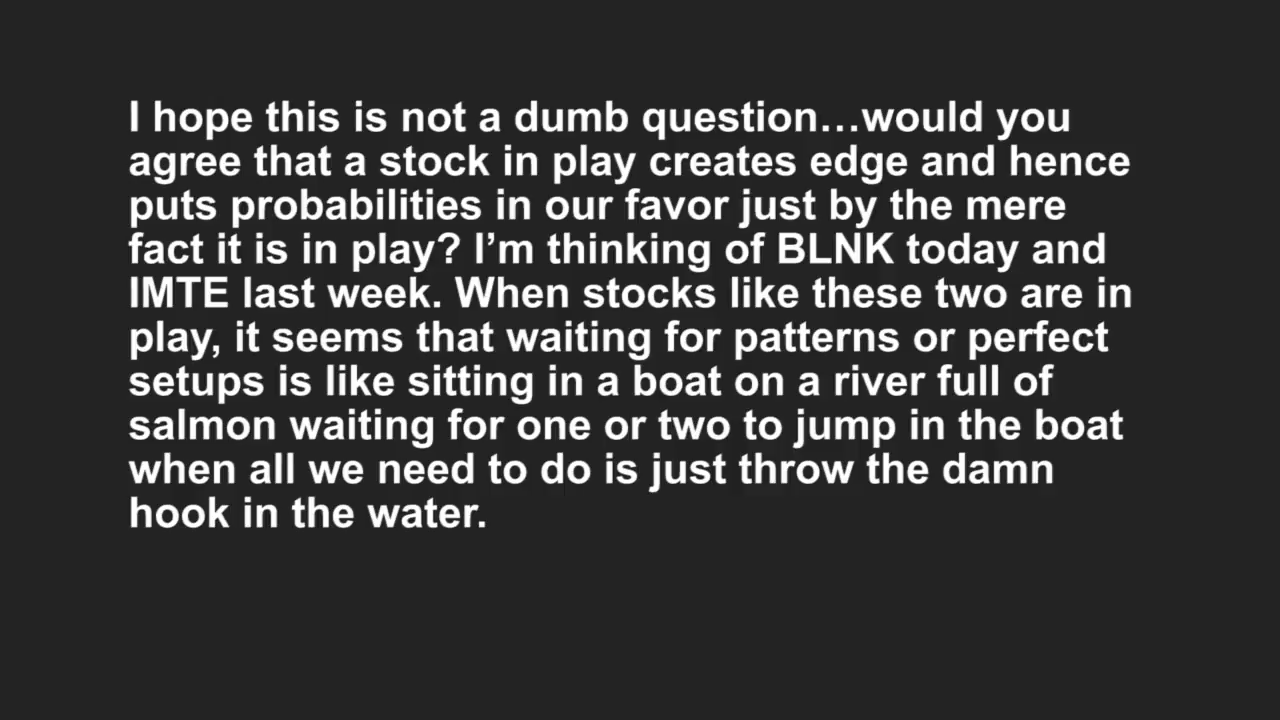 I hope this is not a dumb question…would you
agree that a stock in play creates edge and hence
puts probabilities in our favor just by the mere
fact it is in play? I’m thinking of BLNK today and
IMTE last week. When stocks like these two are in
play, it seems that waiting for patterns or perfect
setups is like sitting in a boat on a river full of
salmon waiting for one or two to jump in the boat
when all we need to do is just throw the damn
hook in the water.